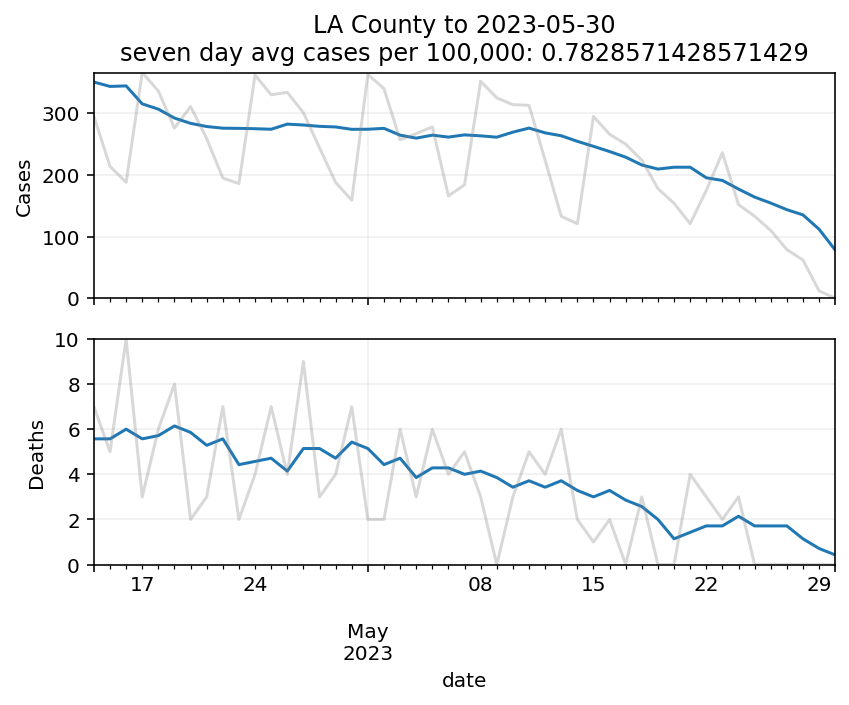 LA County to 2023-05-30
seven day avg cases per 100,000: 0.7828571428571429
300
200
100
0
Cases
10
8
6
4
2
0
Deaths
17 24 08 15 22 29
May
2023
date